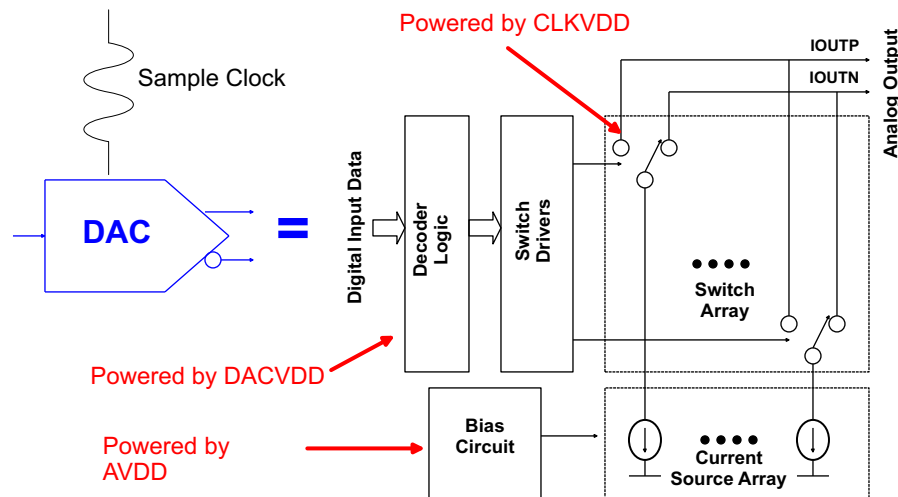 Powered by CLKVDD
Sample Clock
IOUTP
IOUTN
Analog Output
DAC
=
Digital Input Data
Decoder
Logic
Switch
Drivers
Switch
Array
Powered by DACVDD
Powered by
AVDD
Bias
Circuit
Current
Source Array